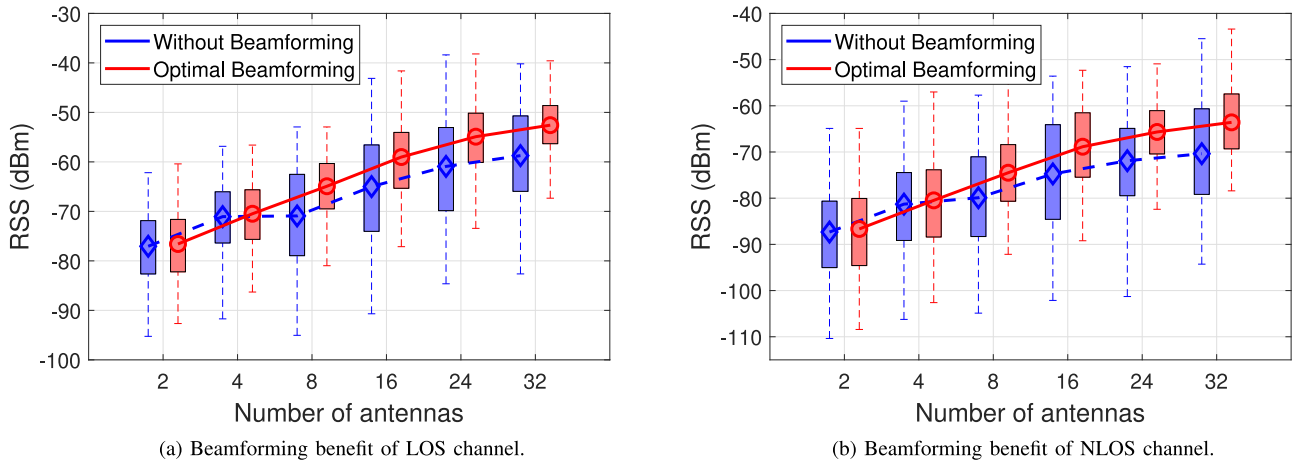 -30
-40
-50
-60
-70
-80
-90
-100
RSS (dBm)
Without Beamforming
Optimal Beamforming
2 4 8 16 24 32
Number of antennas
(a) Beamforming benefit of LOS channel.
-40
-50
-60
-70
-80
-90
-100
-110
RSS (dBm)
Without Beamforming
Optimal Beamforming
2 4 8 16 24 32
Number of antennas
(b) Beamforming benefit of NLOS channel.